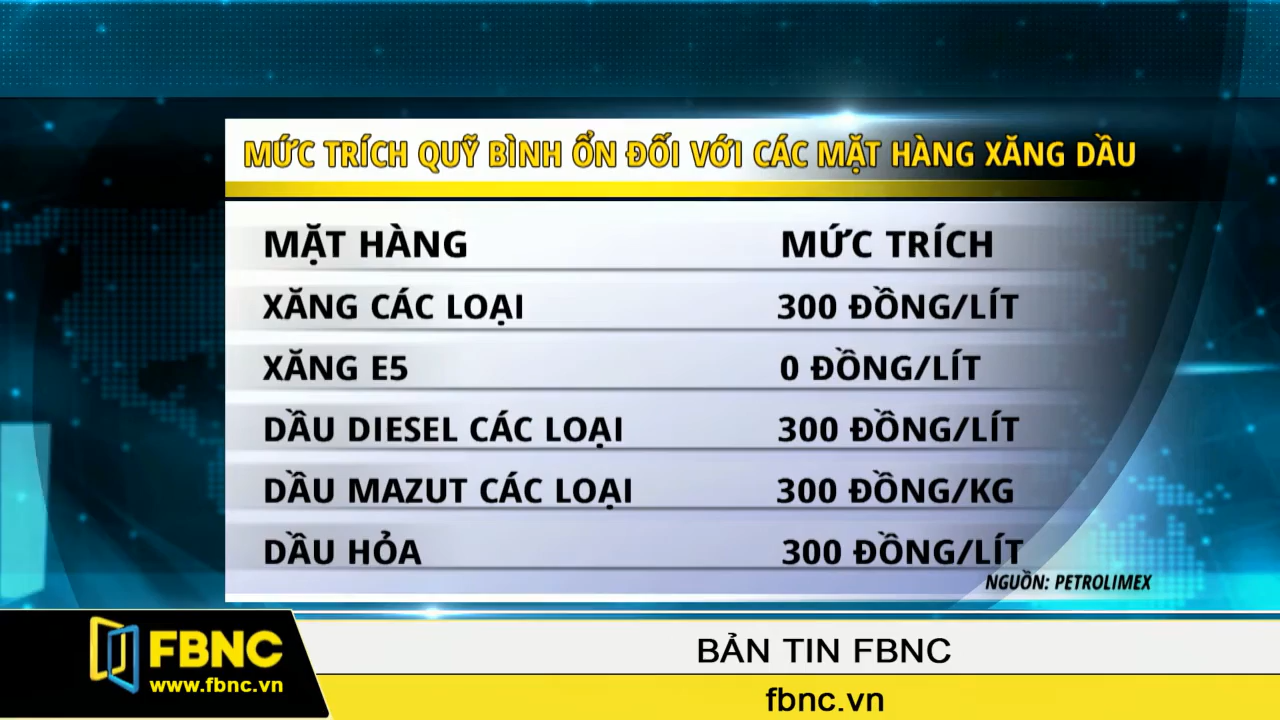 MỨC TRÍCH QUỸ BÌNH ỔN ĐỐI VỚI CÁC MẶT HÀNG XĂNG DẦU
MẶT HÀNG MỨC TRÍCH
XĂNG CÁC LOẠI 300 ĐỒNG/LÍT
XĂNG E5 0 ĐỒNG/LÍT
DẦU DIESEL CÁC LOẠI 300 ĐỒNG/LÍT
DẦU MAZUT CÁC LOẠI 300 ĐỒNG/KG
DẦU HỎA 300 ĐỒNG/LÍT
NGUỒN: PETROLIMEX
FBNC
www.fbnc.vn
BẢN TIN FBNC
fbnc.vn